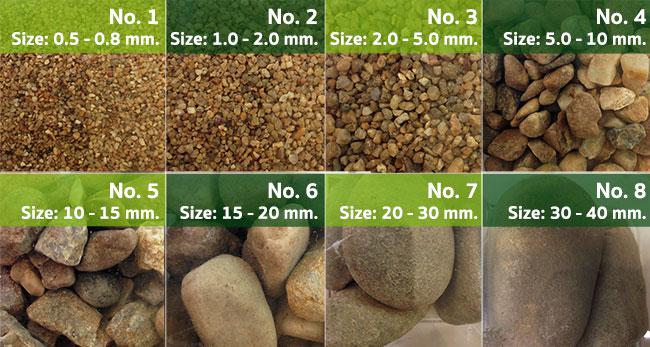 No. 1
Size: 0.5 - 0.8 mm.
No. 2
Size: 1.0 - 2.0 mm.
No. 3
Size: 2.0 - 5.0 mm.
No. 4
Size: 5.0 - 10 mm.
No. 5
Size: 10 - 15 mm.
No. 6
Size: 15 - 20 mm.
No. 7
Size: 20 - 30 mm.
No. 8
Size: 30 - 40 mm.